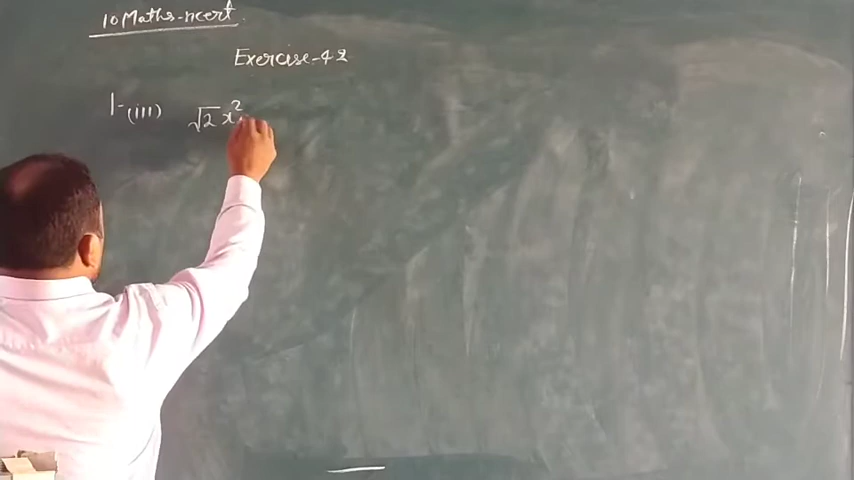 10 Maths-ncert
Exercise-4.2
1-(iii) √2 x²